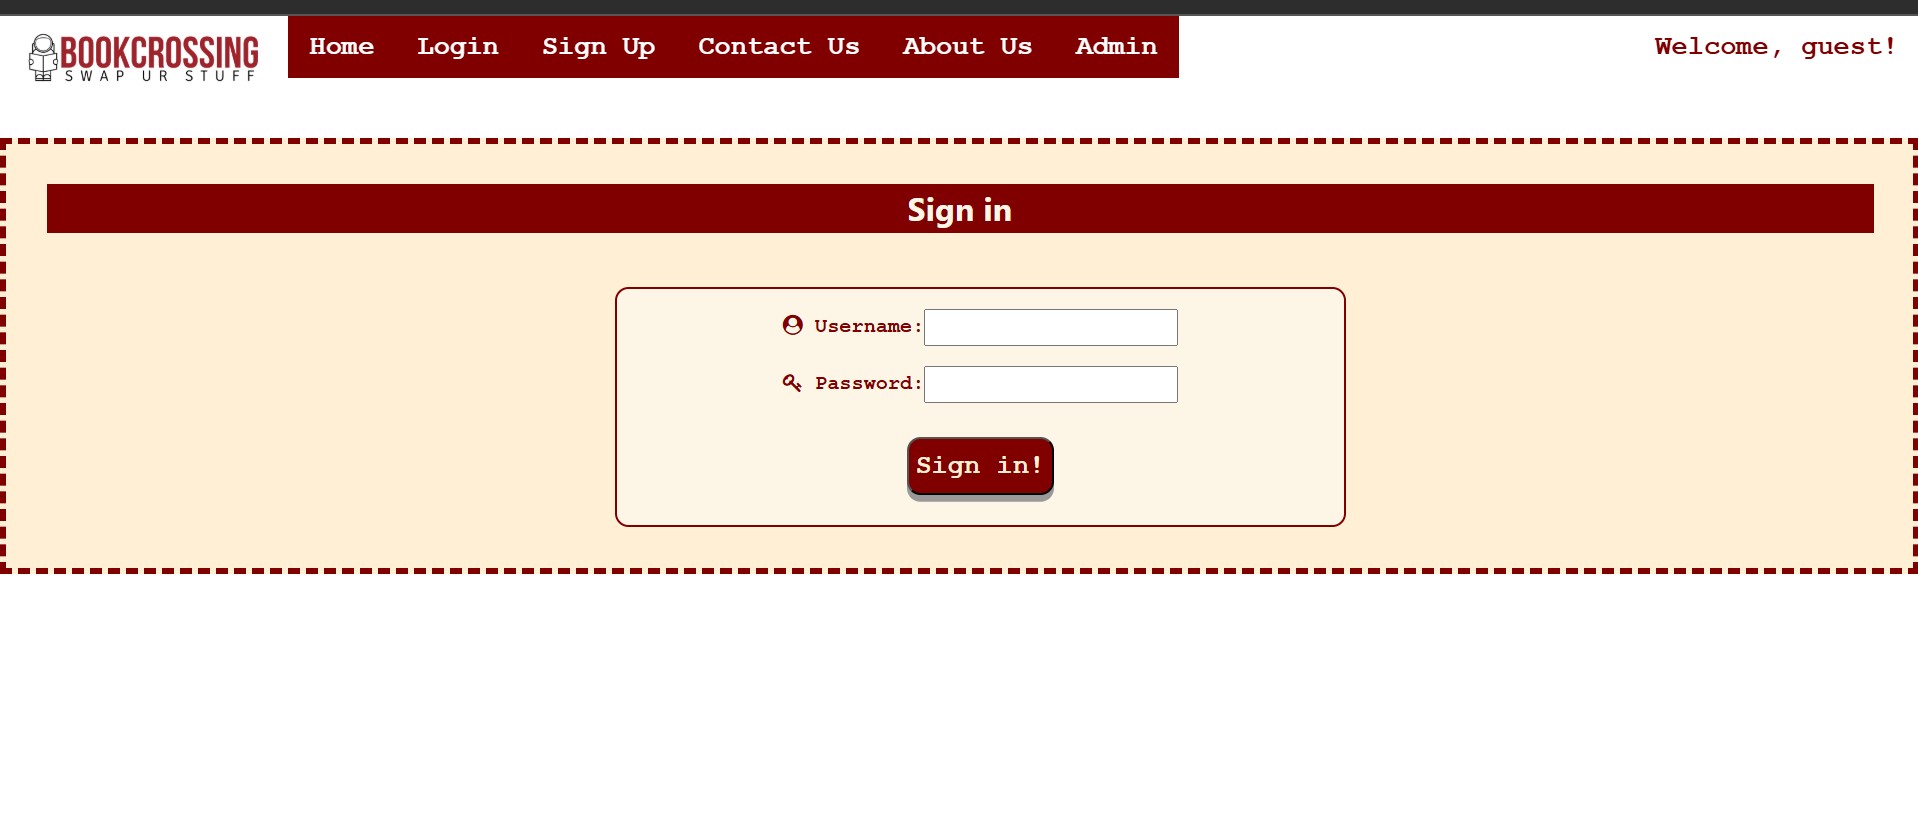 BOOKCROSSING
SWAP UR STUFF
Home Login Sign Up Contact Us About Us Admin
Welcome, guest!
Sign in
Username:
Password:
Sign in!